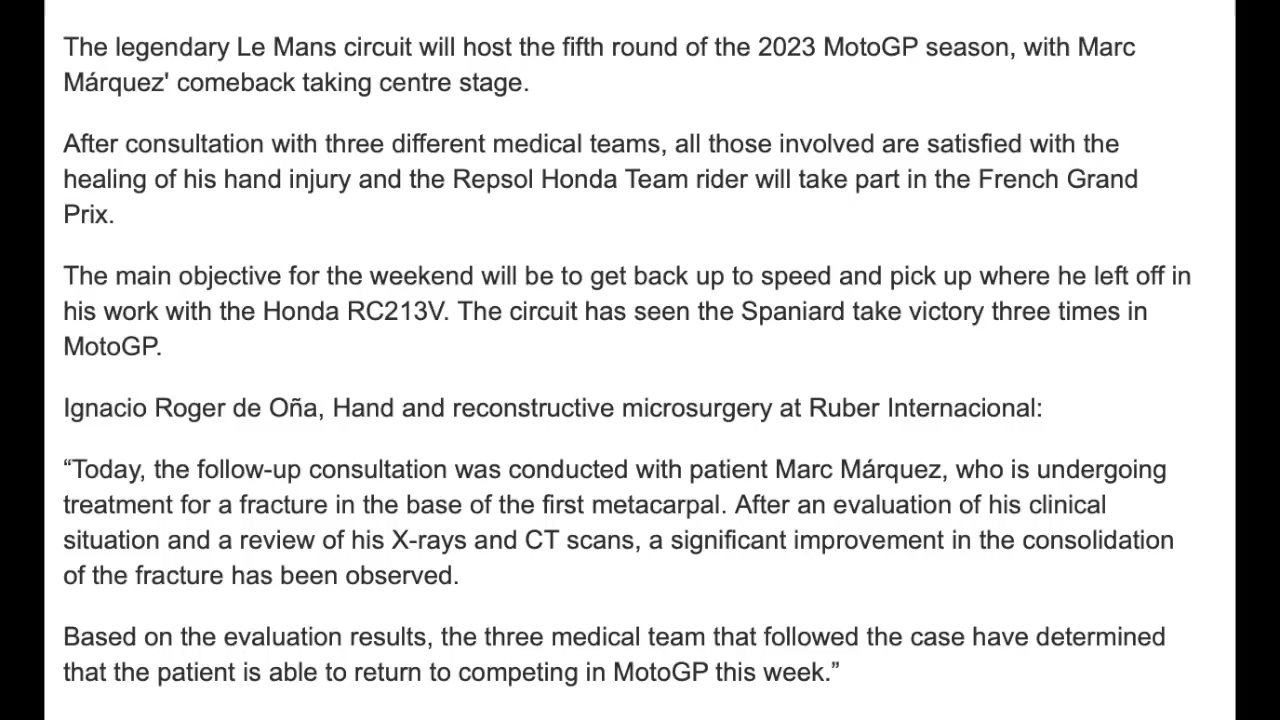 The legendary Le Mans circuit will host the fifth round of the 2023 MotoGP season, with Marc
Márquez' comeback taking centre stage.
After consultation with three different medical teams, all those involved are satisfied with the
healing of his hand injury and the Repsol Honda Team rider will take part in the French Grand
Prix.
The main objective for the weekend will be to get back up to speed and pick up where he left off in
his work with the Honda RC213V. The circuit has seen the Spaniard take victory three times in
MotoGP.
Ignacio Roger de Oña, Hand and reconstructive microsurgery at Ruber Internacional:
“Today, the follow-up consultation was conducted with patient Marc Márquez, who is undergoing
treatment for a fracture in the base of the first metacarpal. After an evaluation of his clinical
situation and a review of his X-rays and CT scans, a significant improvement in the consolidation
of the fracture has been observed.
Based on the evaluation results, the three medical team that followed the case have determined
that the patient is able to return to competing in MotoGP this week.”